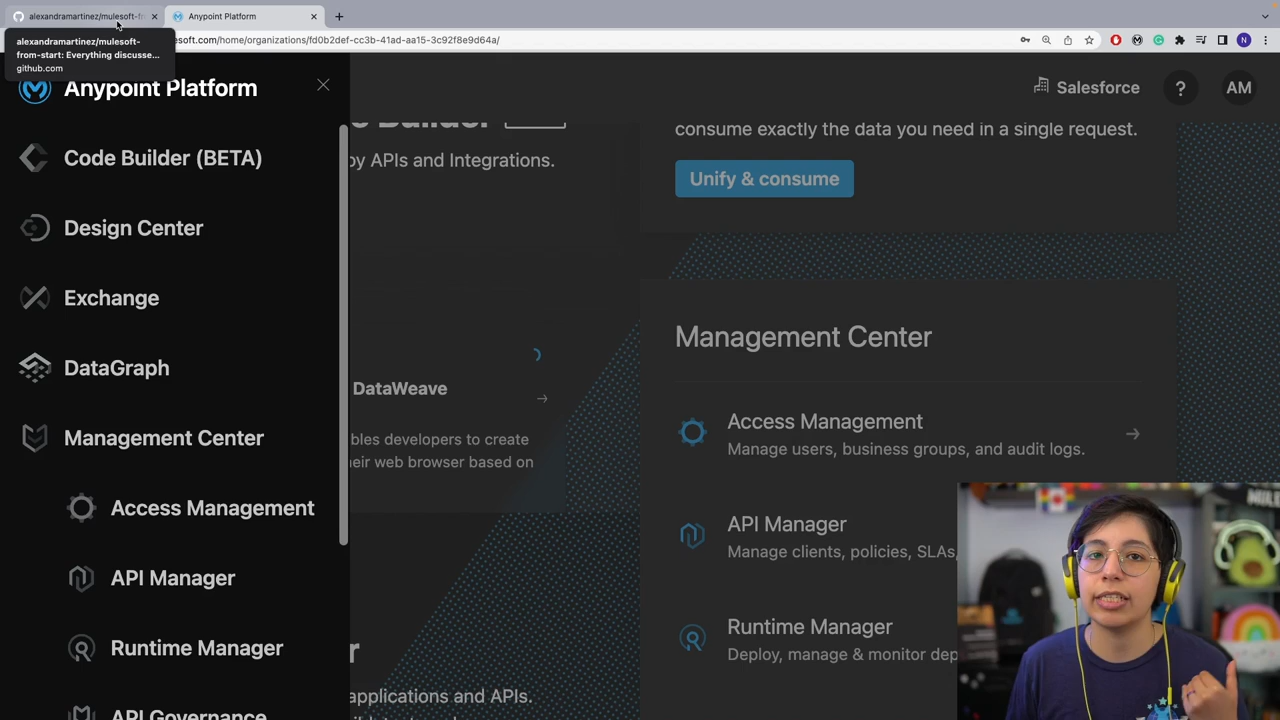 alexandramartinez/mulesoft-fr
Anypoint Platform
alexandramartinez/mulesoft-
from-start: Everything discusse...
github.com
esoft.com/home/organizations/fd0b2def-cc3b-41ad-aa15-3c92f8e9d64a/
N
Anypoint Platform
Salesforce
?
AM
Code Builder (BETA)
Design Center
Exchange
DataGraph
Management Center
Access Management
API Manager
Runtime Manager
API Governance
e Builder
by APIs and Integrations.
DataWeave
bles developers to create
heir web browser based on
r
applications and APIs.
consume exactly the data you need in a single request.
Unify & consume
Management Center
Access Management
Manage users, business groups, and audit logs.
API Manager
Manage clients, policies, SLAs,
Runtime Manager
Deploy, manage & monitor dep